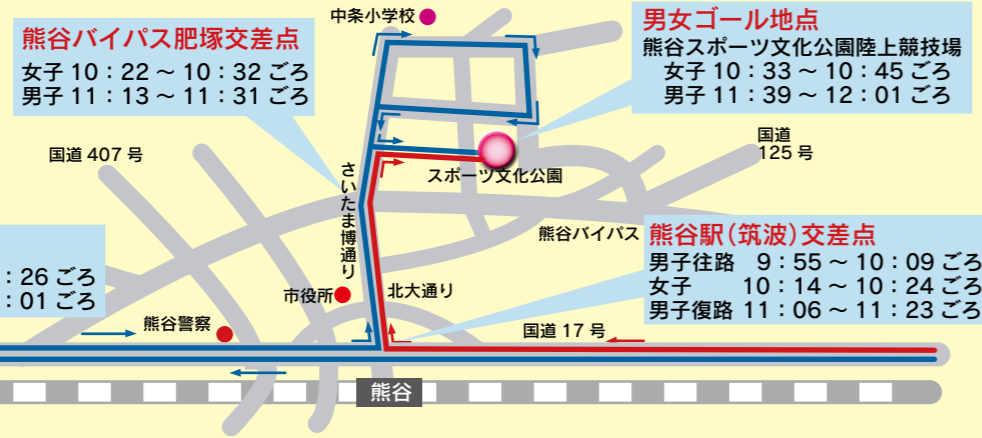 中条小学校
熊谷バイパス肥塚交差点
女子 10：22 ～ 10：32 ごろ
男子 11：13 ～ 11：31 ごろ
男女ゴール地点
熊谷スポーツ文化公園陸上競技場
女子 10：33 ～ 10：45 ごろ
男子 11：39 ～ 12：01 ごろ
国道 407 号
国道
125 号
スポーツ文化公園
さいたま博通り
熊谷バイパス
熊谷駅（筑波）交差点
男子往路 9：55 ～ 10：09 ごろ
女子 10：14 ～ 10：24 ごろ
男子復路 11：06 ～ 11：23 ごろ
：26 ごろ
：01 ごろ
市役所
北大通り
熊谷警察
国道 17 号
熊谷